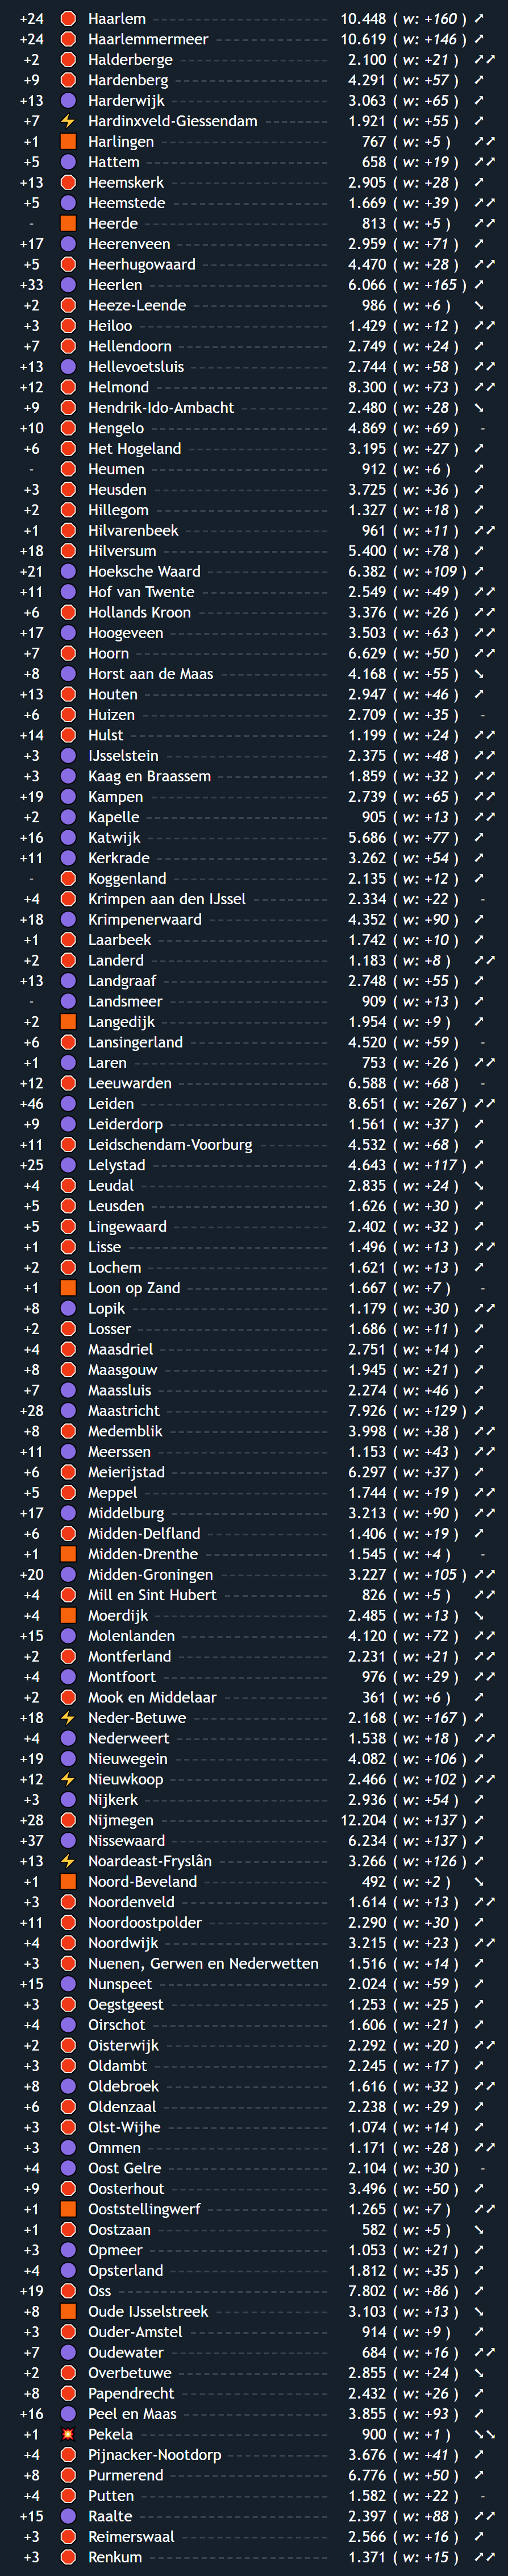 +24 Haarlem 10.448 ( w: +160 ) ➚
+24 Haarlemmermeer 10.619 ( w: +146 ) ➚
+2 Halderberge 2.100 ( w: +21 ) ➚➚
+9 Hardenberg 4.291 ( w: +57 ) ➚
+13 Harderwijk 3.063 ( w: +65 ) ➚
+7 Hardinxveld-Giessendam 1.921 ( w: +55 ) ➚
+1 Harlingen 767 ( w: +5 ) ➚➚
+5 Hattem 658 ( w: +19 ) ➚➚
+13 Heemskerk 2.905 ( w: +28 ) ➚
+5 Heemstede 1.669 ( w: +39 ) ➚➚
- Heerde 813 ( w: +5 ) ➚➚
+17 Heerenveen 2.959 ( w: +71 ) ➚
+5 Heerhugowaard 4.470 ( w: +28 ) ➚➚
+33 Heerlen 6.066 ( w: +165 ) ➚
+2 Heeze-Leende 986 ( w: +6 ) ➘
+3 Heiloo 1.429 ( w: +12 ) ➚➚
+7 Hellendoorn 2.749 ( w: +24 ) ➚
+13 Hellevoetsluis 2.744 ( w: +58 ) ➚➚
+12 Helmond 8.300 ( w: +73 ) ➚➚
+9 Hendrik-Ido-Ambacht 2.480 ( w: +28 ) ➘
+10 Hengelo 4.869 ( w: +69 ) -
+6 Het Hogeland 3.195 ( w: +27 ) ➚
- Heumen 912 ( w: +6 ) ➚
+3 Heusden 3.725 ( w: +36 ) ➚
+2 Hillegom 1.327 ( w: +18 ) ➚
+1 Hilvarenbeek 961 ( w: +11 ) ➚➚
+18 Hilversum 5.400 ( w: +78 ) ➚
+21 Hoeksche Waard 6.382 ( w: +109 ) ➚
+11 Hof van Twente 2.549 ( w: +49 ) ➚➚
+6 Hollands Kroon 3.376 ( w: +26 ) ➚➚
+17 Hoogeveen 3.503 ( w: +63 ) ➚➚
+7 Hoorn 6.629 ( w: +50 ) ➚➚
+8 Horst aan de Maas 4.168 ( w: +55 ) ➘
+13 Houten 2.947 ( w: +46 ) ➚
+6 Huizen 2.709 ( w: +35 ) -
+14 Hulst 1.199 ( w: +24 ) ➚➚
+3 IJsselstein 2.375 ( w: +48 ) ➚➚
+3 Kaag en Braassem 1.859 ( w: +32 ) ➚➚
+19 Kampen 2.739 ( w: +65 ) ➚➚
+2 Kapelle 905 ( w: +13 ) ➚➚
+16 Katwijk 5.686 ( w: +77 ) ➚
+11 Kerkrade 3.262 ( w: +54 ) ➚
- Koggenland 2.135 ( w: +12 ) ➚
+4 Krimpen aan den IJssel 2.334 ( w: +22 ) -
+18 Krimpenerwaard 4.352 ( w: +90 ) ➚
+1 Laarbeek 1.742 ( w: +10 ) ➚
+2 Landerd 1.183 ( w: +8 ) ➚➚
+13 Landgraaf 2.748 ( w: +55 ) ➚
- Landsmeer 909 ( w: +13 ) ➚
+2 Langedijk 1.954 ( w: +9 ) ➚
+6 Lansingerland 4.520 ( w: +59 ) -
+1 Laren 753 ( w: +26 ) ➚➚
+12 Leeuwarden 6.588 ( w: +68 ) -
+46 Leiden 8.651 ( w: +267 ) ➚➚
+9 Leiderdorp 1.561 ( w: +37 ) ➚
+11 Leidschendam-Voorburg 4.532 ( w: +68 ) ➚
+25 Lelystad 4.643 ( w: +117 ) ➚
+4 Leudal 2.835 ( w: +24 ) ➘
+5 Leusden 1.626 ( w: +30 ) ➚
+5 Lingewaard 2.402 ( w: +32 ) ➚
+1 Lisse 1.496 ( w: +13 ) ➚➚
+2 Lochem 1.621 ( w: +13 ) ➚
+1 Loon op Zand 1.667 ( w: +7 ) -
+8 Lopik 1.179 ( w: +30 ) ➚➚
+2 Losser 1.686 ( w: +11 ) ➚
+4 Maasdriel 2.751 ( w: +14 ) ➚
+8 Maasgouw 1.945 ( w: +21 ) ➚
+7 Maassluis 2.274 ( w: +46 ) ➚
+28 Maastricht 7.926 ( w: +129 ) ➚
+8 Medemblik 3.998 ( w: +38 ) ➚➚
+11 Meerssen 1.153 ( w: +43 ) ➚➚
+6 Meierijstad 6.297 ( w: +37 ) ➚
+5 Meppel 1.744 ( w: +19 ) ➚➚
+17 Middelburg 3.213 ( w: +90 ) ➚➚
+6 Midden-Delfland 1.406 ( w: +19 ) ➚
+1 Midden-Drenthe 1.545 ( w: +4 ) -
+20 Midden-Groningen 3.227 ( w: +105 ) ➚➚
+4 Mill en Sint Hubert 826 ( w: +5 ) ➚➚
+4 Moerdijk 2.485 ( w: +13 ) ➘
+15 Molenlanden 4.120 ( w: +72 ) ➚➚
+2 Montferland 2.231 ( w: +21 ) ➚➚
+4 Montfoort 976 ( w: +29 ) ➚➚
+2 Mook en Middelaar 361 ( w: +6 ) ➚
+18 Neder-Betuwe 2.168 ( w: +167 ) ➚
+4 Nederweert 1.538 ( w: +18 ) ➚➚
+19 Nieuwegein 4.082 ( w: +106 ) ➚
+12 Nieuwkoop 2.466 ( w: +102 ) ➚➚
+3 Nijkerk 2.936 ( w: +54 ) ➚
+28 Nijmegen 12.204 ( w: +137 ) ➚
+37 Nissewaard 6.234 ( w: +137 ) ➚
+13 Noardeast-Fryslân 3.266 ( w: +126 ) ➚
+1 Noord-Beveland 492 ( w: +2 ) ➘
+3 Noordenveld 1.614 ( w: +13 ) ➚➚
+11 Noordoostpolder 2.290 ( w: +30 ) ➚
+4 Noordwijk 3.215 ( w: +23 ) ➚➚
+3 Nuenen, Gerwen en Nederwetten 1.516 ( w: +14 ) ➚
+15 Nunspeet 2.024 ( w: +59 ) ➚
+3 Oegstgeest 1.253 ( w: +25 ) ➚
+4 Oirschot 1.606 ( w: +21 ) ➚
+2 Oisterwijk 2.292 ( w: +20 ) ➚➚
+3 Oldambt 2.245 ( w: +17 ) ➚
+8 Oldebroek 1.616 ( w: +32 ) ➚➚
+6 Oldenzaal 2.238 ( w: +29 ) ➚
+3 Olst-Wijhe 1.074 ( w: +14 ) ➚
+3 Ommen 1.171 ( w: +28 ) ➚➚
+4 Oost Gelre 2.104 ( w: +30 ) -
+9 Oosterhout 3.496 ( w: +50 ) ➚
+1 Ooststellingwerf 1.265 ( w: +7 ) ➚➚
+1 Oostzaan 582 ( w: +5 ) ➘
+3 Opmeer 1.053 ( w: +21 ) ➚
+4 Opsterland 1.812 ( w: +35 ) ➚
+19 Oss 7.802 ( w: +86 ) ➚
+8 Oude IJsselstreek 3.103 ( w: +13 ) ➘
+3 Ouder-Amstel 914 ( w: +9 ) ➚
+7 Oudewater 684 ( w: +16 ) ➚➚
+2 Overbetuwe 2.855 ( w: +24 ) ➘
+8 Papendrecht 2.432 ( w: +26 ) ➚
+16 Peel en Maas 3.855 ( w: +93 ) ➚
+1 Pekela 900 ( w: +1 ) ➘➘
+4 Pijnacker-Nootdorp 3.676 ( w: +41 ) ➚
+8 Purmerend 6.776 ( w: +50 ) ➚
+4 Putten 1.582 ( w: +22 ) -
+15 Raalte 2.397 ( w: +88 ) ➚➚
+3 Reimerswaal 2.566 ( w: +16 ) ➚
+3 Renkum 1.371 ( w: +15 ) ➚➚